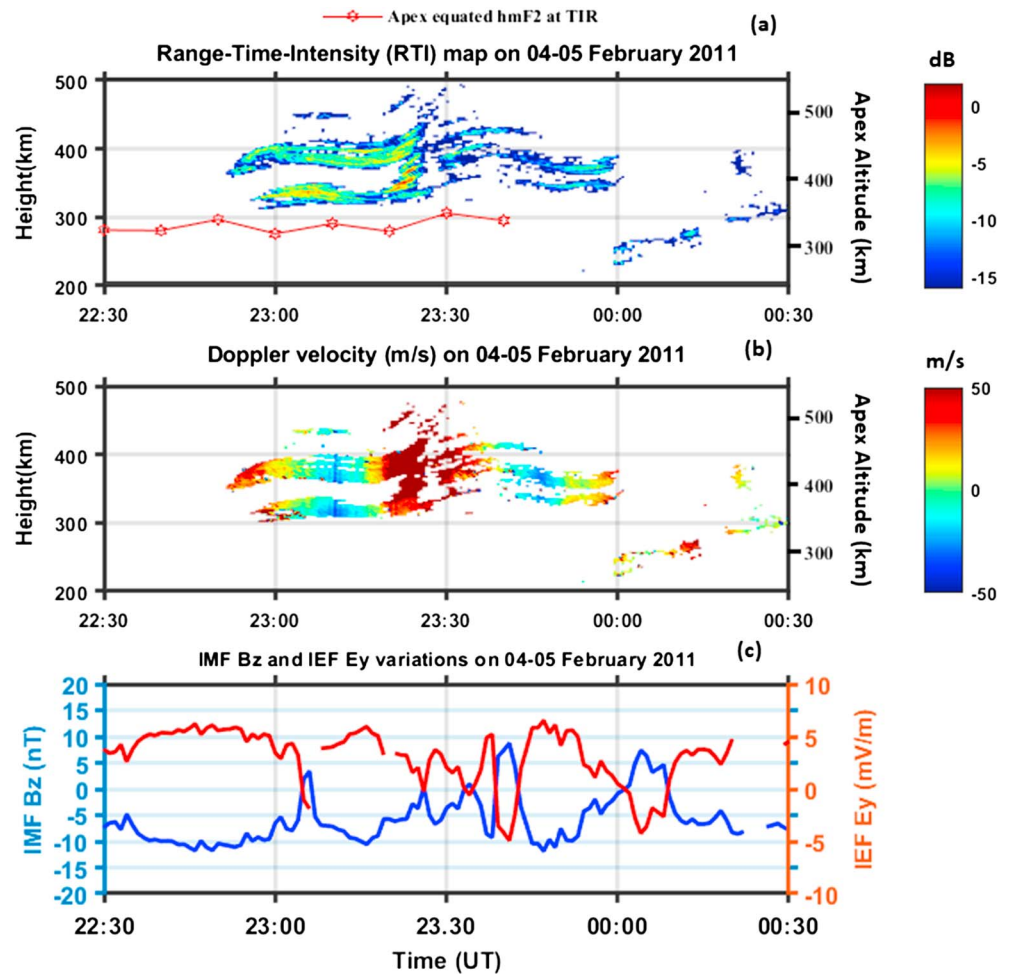 Apex equated hmF2 at TIR
(a)
Range-Time-Intensity (RTI) map on 04-05 February 2011
dB
500
400
300
200
Height(km)
500
400
300
Apex Altitude (km)
0
-5
-10
-15
22:30 23:00 23:30 00:00 00:30
Doppler velocity (m/s) on 04-05 February 2011
(b)
m/s
500
400
300
200
Height(km)
500
400
300
Apex Altitude (km)
50
0
-50
22:30 23:00 23:30 00:00 00:30
IMF Bz and IEF Ey variations on 04-05 February 2011
(c)
20
15
10
5
0
-5
-10
-15
-20
IMF Bz (nT)
10
5
0
-5
-10
IEF Ey (mV/m)
22:30 23:00 23:30 00:00 00:30
Time (UT)